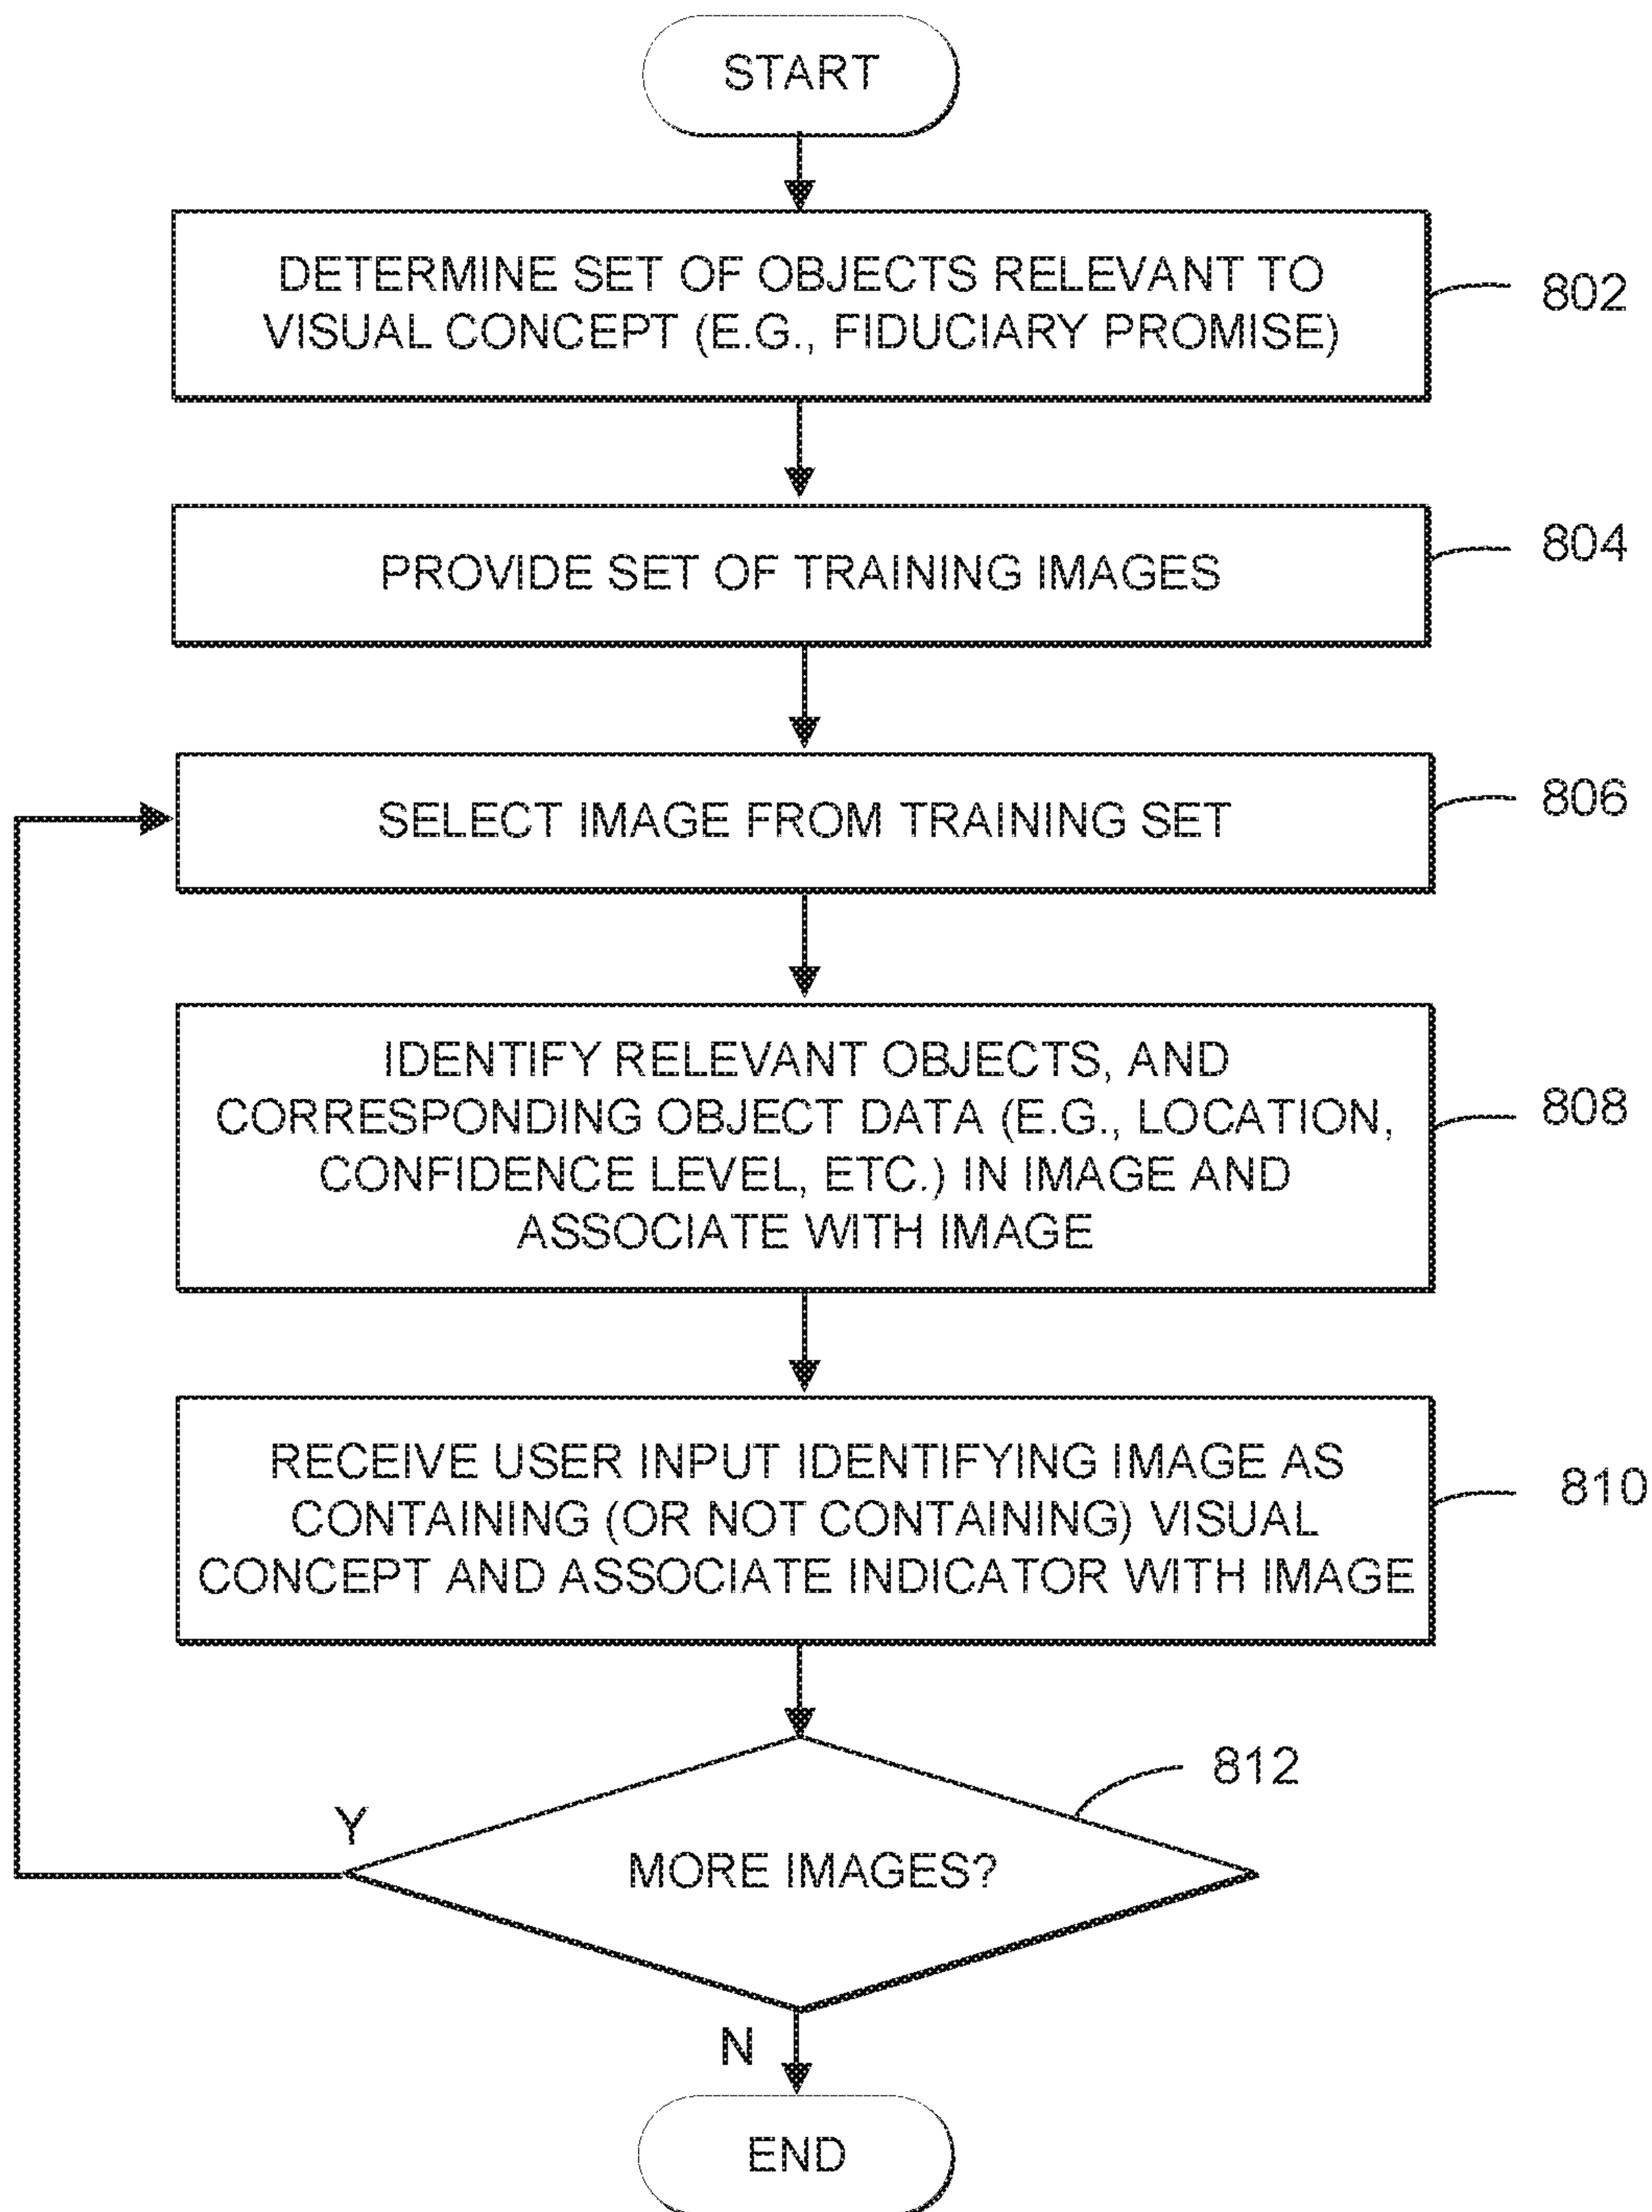 START
DETERMINE SET OF OBJECTS RELEVANT TO
VISUAL CONCEPT (E.G., FIDUCIARY PROMISE)
802
PROVIDE SET OF TRAINING IMAGES
804
SELECT IMAGE FROM TRAINING SET
806
IDENTIFY RELEVANT OBJECTS, AND
CORRESPONDING OBJECT DATA (E.G., LOCATION,
CONFIDENCE LEVEL, ETC.) IN IMAGE AND
ASSOCIATE WITH IMAGE
808
RECEIVE USER INPUT IDENTIFYING IMAGE AS
CONTAINING (OR NOT CONTAINING) VISUAL
CONCEPT AND ASSOCIATE INDICATOR WITH IMAGE
810
812
Y
MORE IMAGES?
N
END